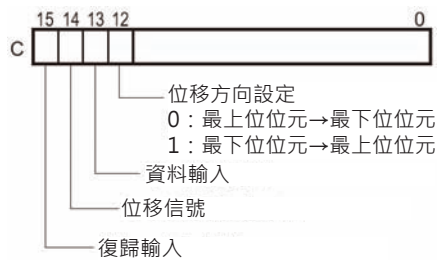 15 14 13 12 0
C
位移方向設定
0：最上位位元→最下位位元
1：最下位位元→最上位位元
資料輸入
位移信號
復歸輸入